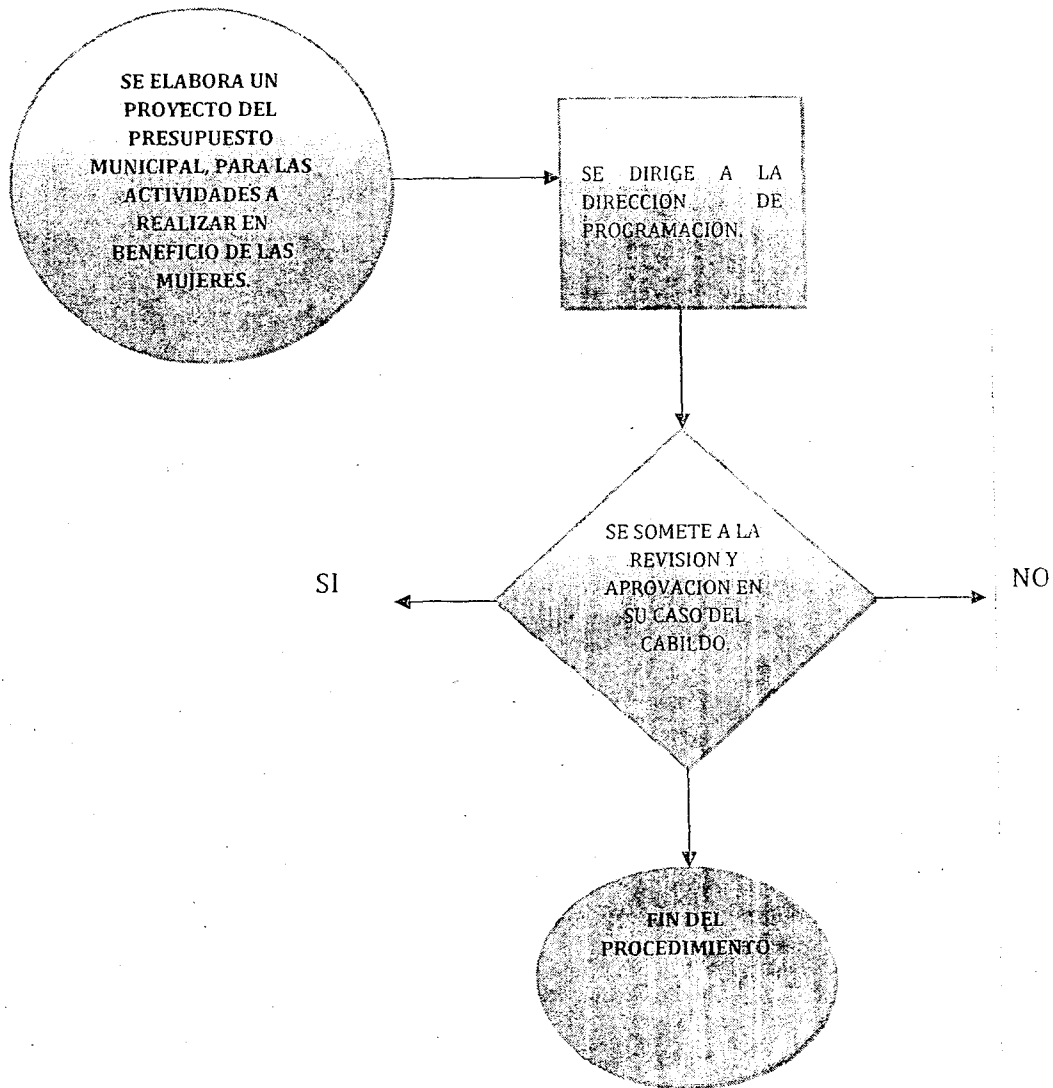 SE ELABORA UN
PROYECTO DEL
PRESUPUESTO
MUNICIPAL, PARA LAS
ACTIVIDADES A
REALIZAR EN
BENEFICIO DE LAS
MUJERES.
SE DIRIGE A LA
DIRECCION DE
PROGRAMACIÓN.
SE SOMETE A LA
REVISION Y
APROVACION EN
SU CASO DEL
CABILDO.
SI
NO
FIN DEL
PROCEDIMIENTO